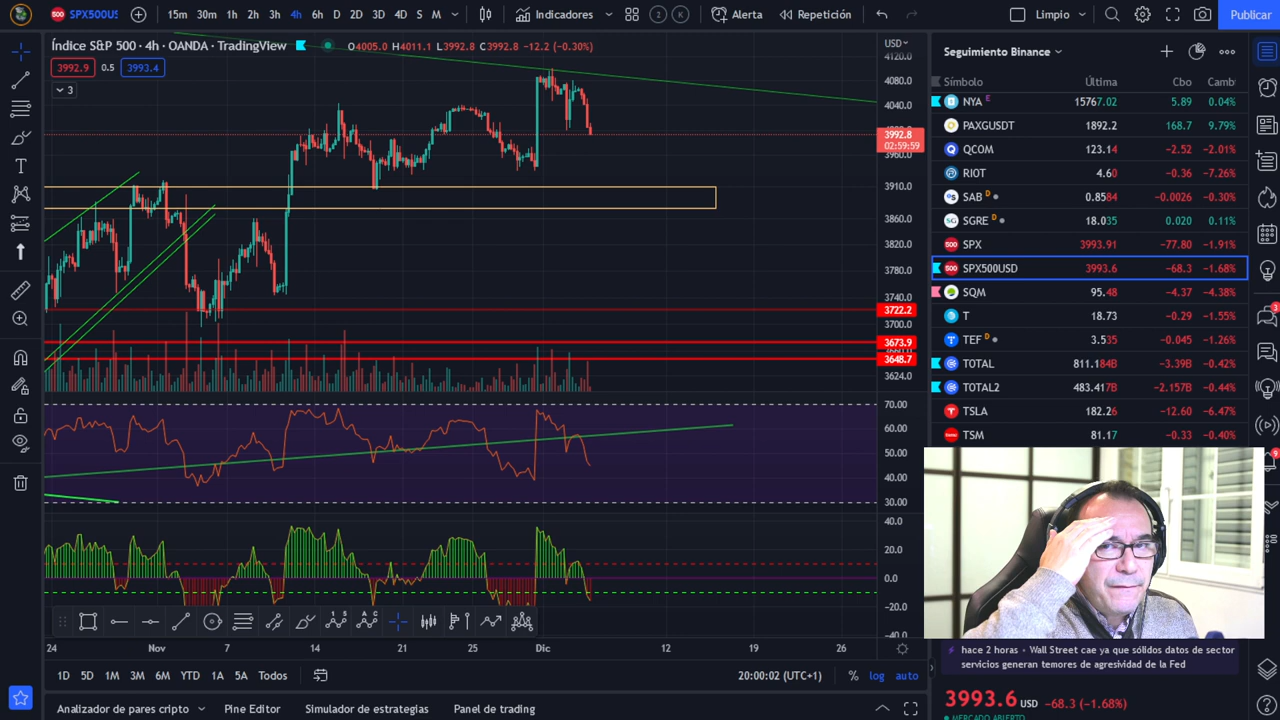 SPX500US 15m 30m 1h 2h 3h 4h 6h D 2D 3D 4D S M Indicadores 2 K Alerta Repetición Limpio Publicar
Índice S&P 500 · 4h · OANDA · TradingView O4005.0 H4011.1 L3992.8 C3992.8 -12.2 (-0.30%)
3992.9 0.5 3993.4
3
USD
4120.0
4080.0
4040.0
3992.8
02:59:59
3960.0
3910.0
3860.0
3820.0
3780.0
3740.0
3722.2
3700.0
3673.9
3648.7
3624.0
70.00
60.00
50.00
40.00
30.00
40.0
20.0
0.0
-20.0
-40.0
24 Nov 7 14 21 25 Dic 12 19 26
1D 5D 1M 3M 6M YTD 1A 5A Todos 20:00:02 (UTC+1) % log auto
Analizador de pares cripto Pine Editor Simulador de estrategias Panel de trading
Seguimiento Binance
Símbolo Última Cbo Camb
NYA E 15767.02 5.89 0.04%
PAXGUSDT 1892.2 168.7 9.79%
QCOM 123.14 -2.52 -2.01%
RIOT 4.60 -0.36 -7.26%
SAB D 0.8584 -0.0026 -0.30%
SGRE D 18.035 0.020 0.11%
SPX 3993.91 -77.80 -1.91%
SPX500USD 3993.6 -68.3 -1.68%
SQM 95.48 -4.37 -4.38%
T 18.73 -0.29 -1.55%
TEF D 3.535 -0.045 -1.26%
TOTAL 811.184B -3.39B -0.42%
TOTAL2 483.417B -2.157B -0.44%
TSLA 182.26 -12.60 -6.47%
TSM 81.17 -0.33 -0.40%
hace 2 horas · Wall Street cae ya que sólidos datos de sector
servicios generan temores de agresividad de la Fed
3993.6 USD -68.3 (-1.68%)
MERCADO ABIERTO